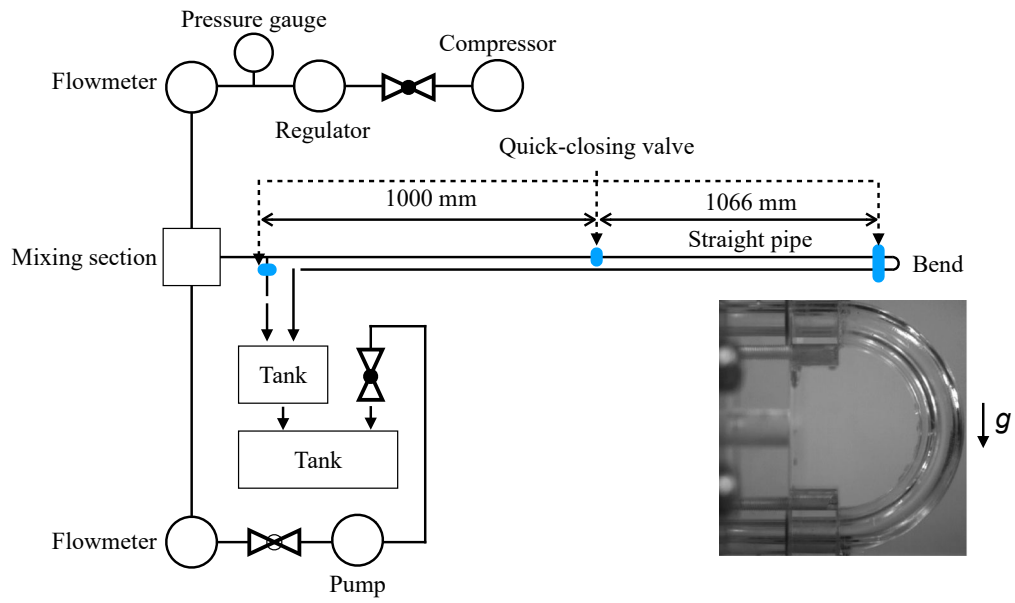 Pressure gauge
Compressor
Flowmeter
Regulator
Quick-closing valve
1000 mm
1066 mm
Straight pipe
Mixing section
Bend
Tank
g
Tank
Flowmeter
Pump